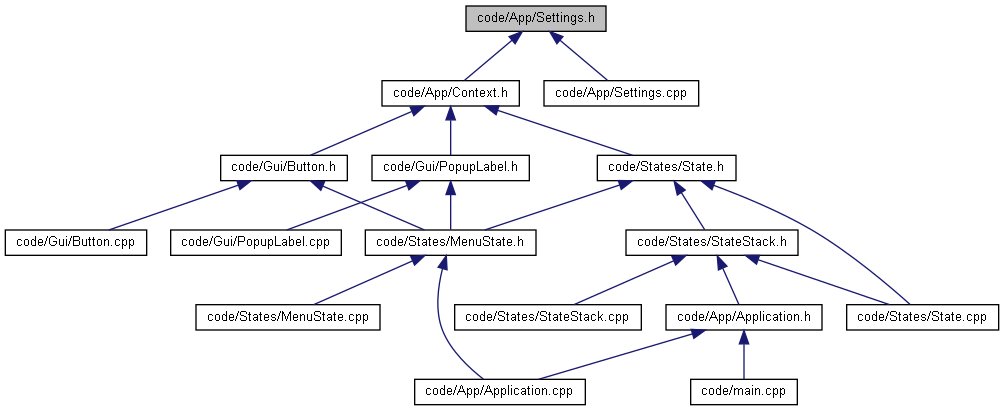 code/App/Settings.h
code/App/Context.h
code/App/Settings.cpp
code/Gui/Button.h
code/Gui/PopupLabel.h
code/States/State.h
code/Gui/Button.cpp
code/Gui/PopupLabel.cpp
code/States/MenuState.h
code/States/StateStack.h
code/States/MenuState.cpp
code/States/StateStack.cpp
code/App/Application.h
code/States/State.cpp
code/App/Application.cpp
code/main.cpp